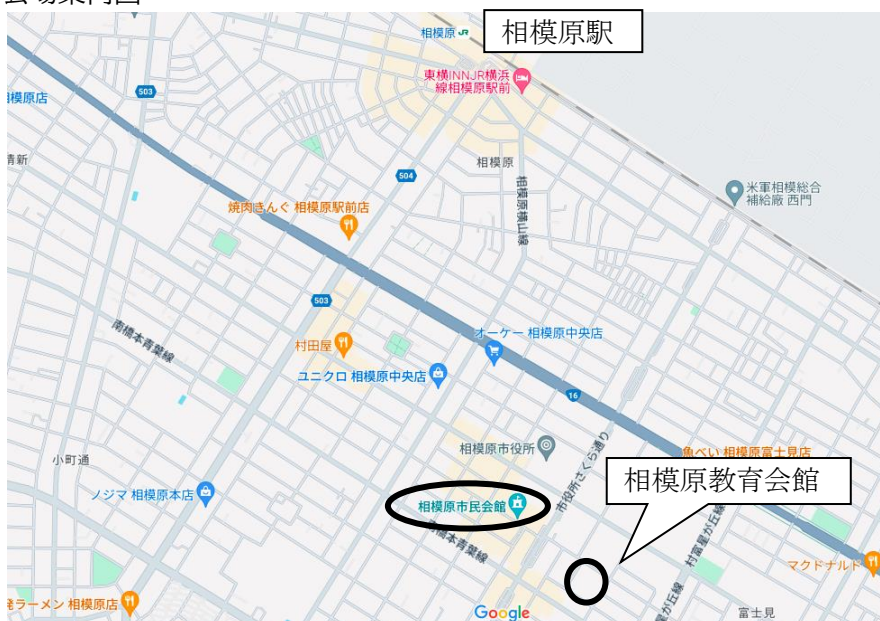 会場案内図
相模原 JR
相模原駅
東横INNJR横浜
線相模原駅前
503
模原店
清新
相模原
504
相模原横山線
米軍相模総合
補給廠 西門
焼肉きんぐ 相模原駅前店
503
南橋本青葉線
村田屋
オーケー 相模原中央店
ユニクロ 相模原中央店
16
相模原市役所
市役所さくら通り
魚べい 相模原富士見店
小町通
相模原教育会館
ノジマ 相模原本店
相模原市民会館
南橋本青葉線
村富星が丘線
マクドナルド
星が丘線
ラーメン 相模原店
Google
富士見